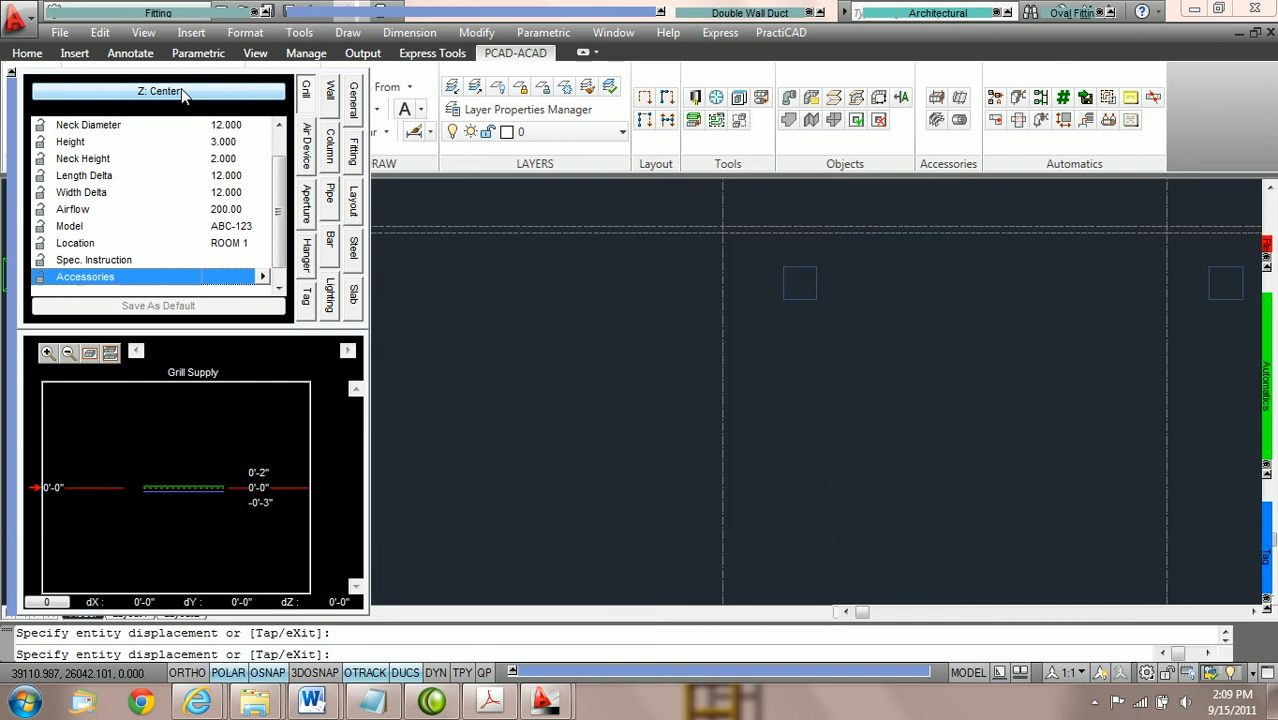 Fitting
Double Wall Duct
Architectural
Oval Fittin
File Edit View Insert Format Tools Draw Dimension Modify Parametric Window Help Express PractiCAD
Home Insert Annotate Parametric View Manage Output Express Tools PCAD-ACAD
Z: Center
From
Layer Properties Manager
0
DRAW LAYERS Layout Tools Objects Accessories Automatics
Neck Diameter 12.000
Height 3.000
Neck Height 2.000
Length Delta 12.000
Width Delta 12.000
Airflow 200.00
Model ABC-123
Location ROOM 1
Spec. Instruction
Accessories
Save As Default
Grill
Air Device
Aperture
Hanger
Tag
Wall
Column
Pipe
Bar
Lighting
General
Fitting
Layout
Steel
Slab
Grill Supply
0'-2"
0'-0" 0'-0"
-0'-3"
0 dX : 0'-0" dY : 0'-0" dZ : 0'-0"
Automatics
Tag
Specify entity displacement or [Tap/eXit]:
Specify entity displacement or [Tap/eXit]:
39110.987, 26042.101, 0.000 ORTHO POLAR OSNAP 3DOSNAP OTRACK DUCS DYN TPY QP MODEL 1:1
2:09 PM
9/15/2011